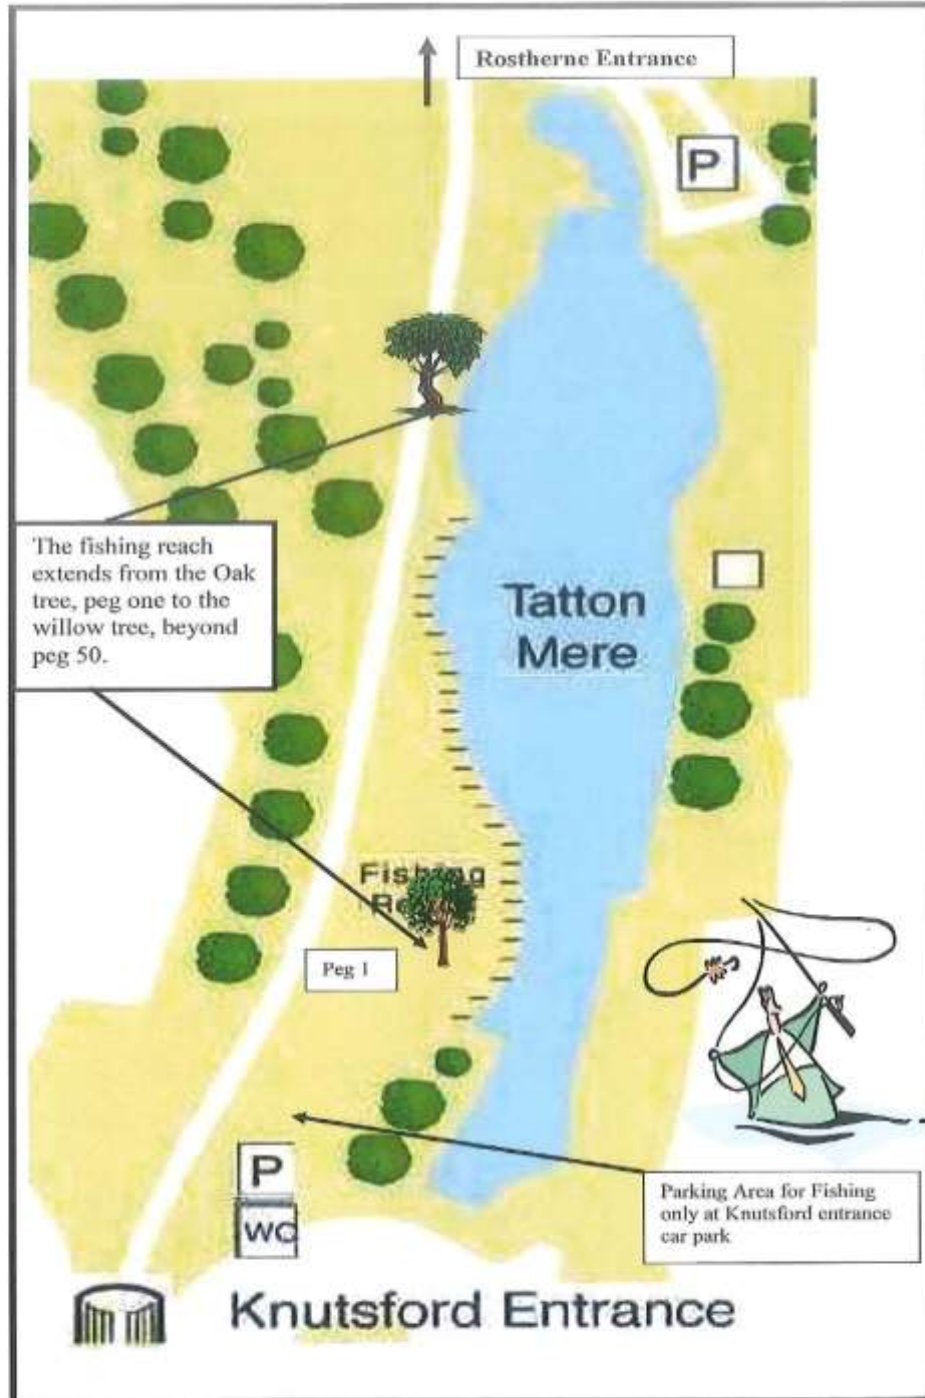 Rostherne Entrance
P
The fishing reach
extends from the Oak
tree, peg one to the
willow tree, beyond
peg 50.
Tatton
Mere
Fishing
Peg 1
P
WC
Parking Area for Fishing
only at Knutsford entrance
car park
Knutsford Entrance